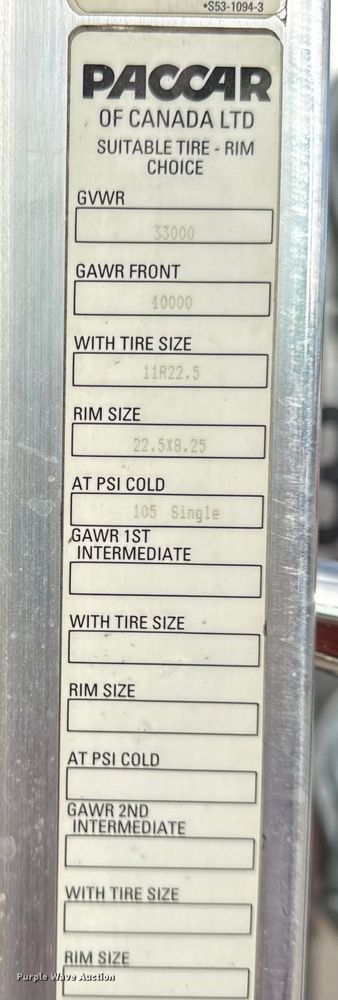 •S53-1094-3
PACCAR
OF CANADA LTD
SUITABLE TIRE - RIM
CHOICE
GVWR
33000
GAWR FRONT
10000
WITH TIRE SIZE
11R22.5
RIM SIZE
22.5X8.25
AT PSI COLD
105 Single
GAWR 1ST
INTERMEDIATE
WITH TIRE SIZE
RIM SIZE
AT PSI COLD
GAWR 2ND
INTERMEDIATE
WITH TIRE SIZE
RIM SIZE
Purple Wave Auction